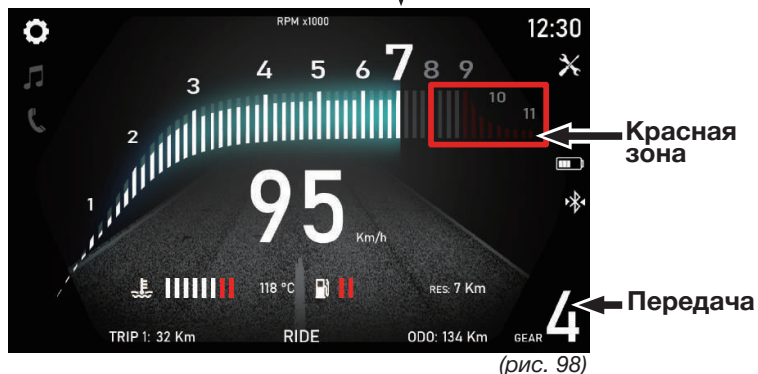 RPM x1000
12:30
1 2 3 4 5 6 7 8 9 10 11
Красная
зона
95
Km/h
118 °C
RES: 7 Km
Передача
TRIP 1: 32 Km
RIDE
ODO: 134 Km
GEAR 4
(рис. 98)